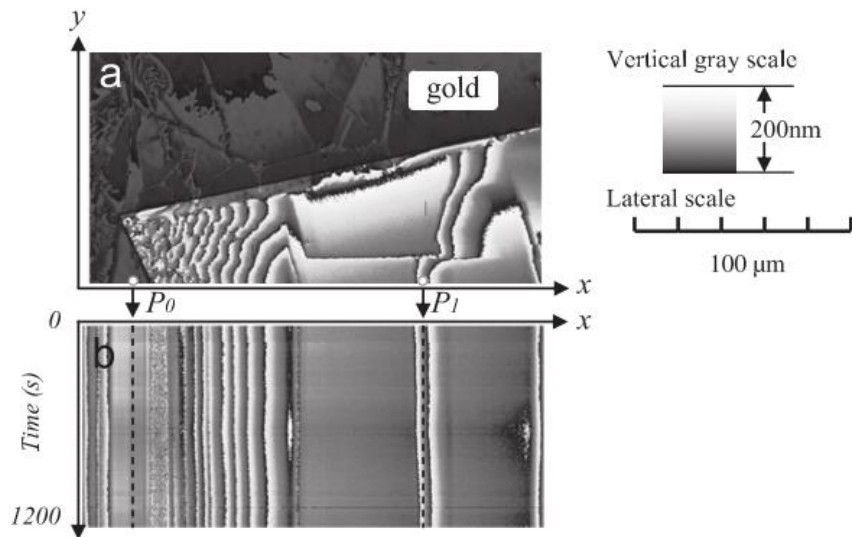 y
a
gold
Vertical gray scale
200nm
Lateral scale
100 μm
x
P0
P1
0
x
b
Time (s)
1200